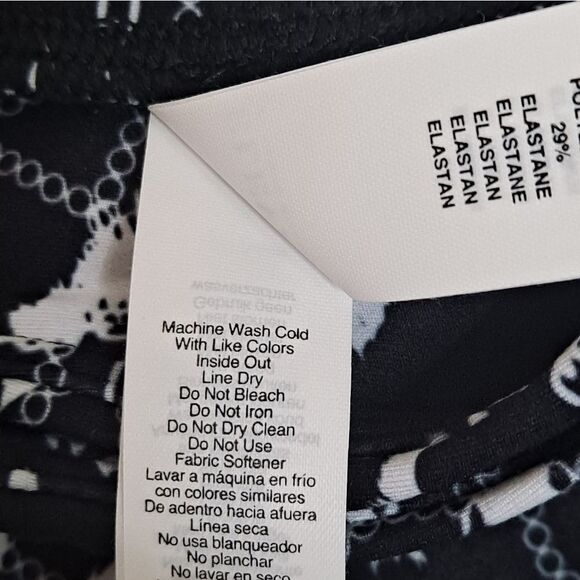 29%
ELASTANE
ELASTANE
ELASTAN
ELASTAN
ELASTAN
Machine Wash Cold
With Like Colors
Inside Out
Line Dry
Do Not Bleach
Do Not Iron
Do Not Dry Clean
Do Not Use
Fabric Softener
Lavar a máquina en frío
con colores similares
De adentro hacia afuera
Línea seca
No usa blanqueador
No planchar
No lavar en seco